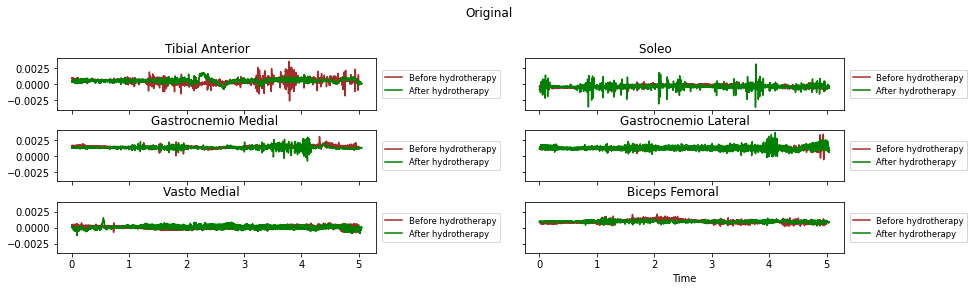 Original
Tibial Anterior
0.0025
0.0000
−0.0025
Before hydrotherapy
After hydrotherapy
Soleo
Before hydrotherapy
After hydrotherapy
Gastrocnemio Medial
0.0025
0.0000
−0.0025
Before hydrotherapy
After hydrotherapy
Gastrocnemio Lateral
Before hydrotherapy
After hydrotherapy
Vasto Medial
0.0025
0.0000
−0.0025
0 1 2 3 4 5
Before hydrotherapy
After hydrotherapy
Biceps Femoral
0 1 2 3 4 5
Time
Before hydrotherapy
After hydrotherapy